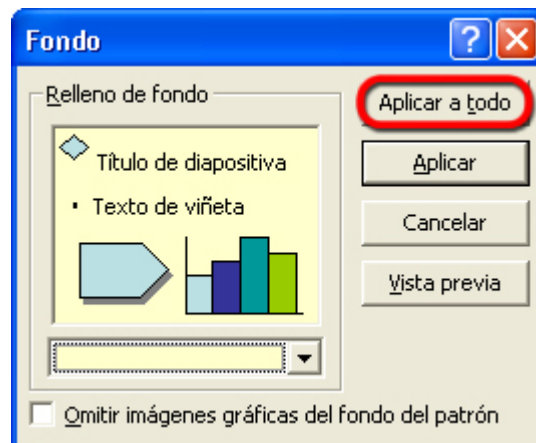 Fondo
Relleno de fondo
Título de diapositiva
· Texto de viñeta
Aplicar a todo
Aplicar
Cancelar
Vista previa
Omitir imágenes gráficas del fondo del patrón